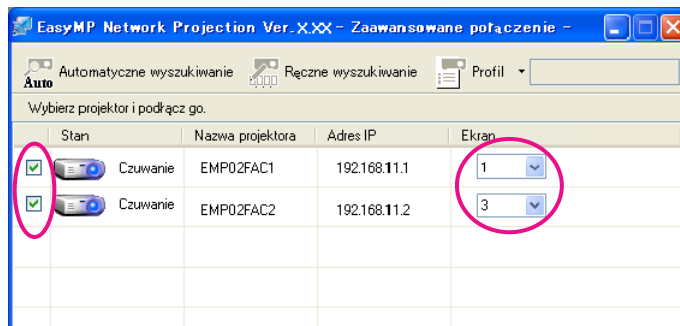 EasyMP Network Projection Ver.X.XX – Zaawansowane połączenie –
Auto Automatyczne wyszukiwanie Ręczne wyszukiwanie Profil
Wybierz projektor i podłącz go.
Stan Nazwa projektora Adres IP Ekran
Czuwanie EMP02FAC1 192.168.11.1 1
Czuwanie EMP02FAC2 192.168.11.2 3